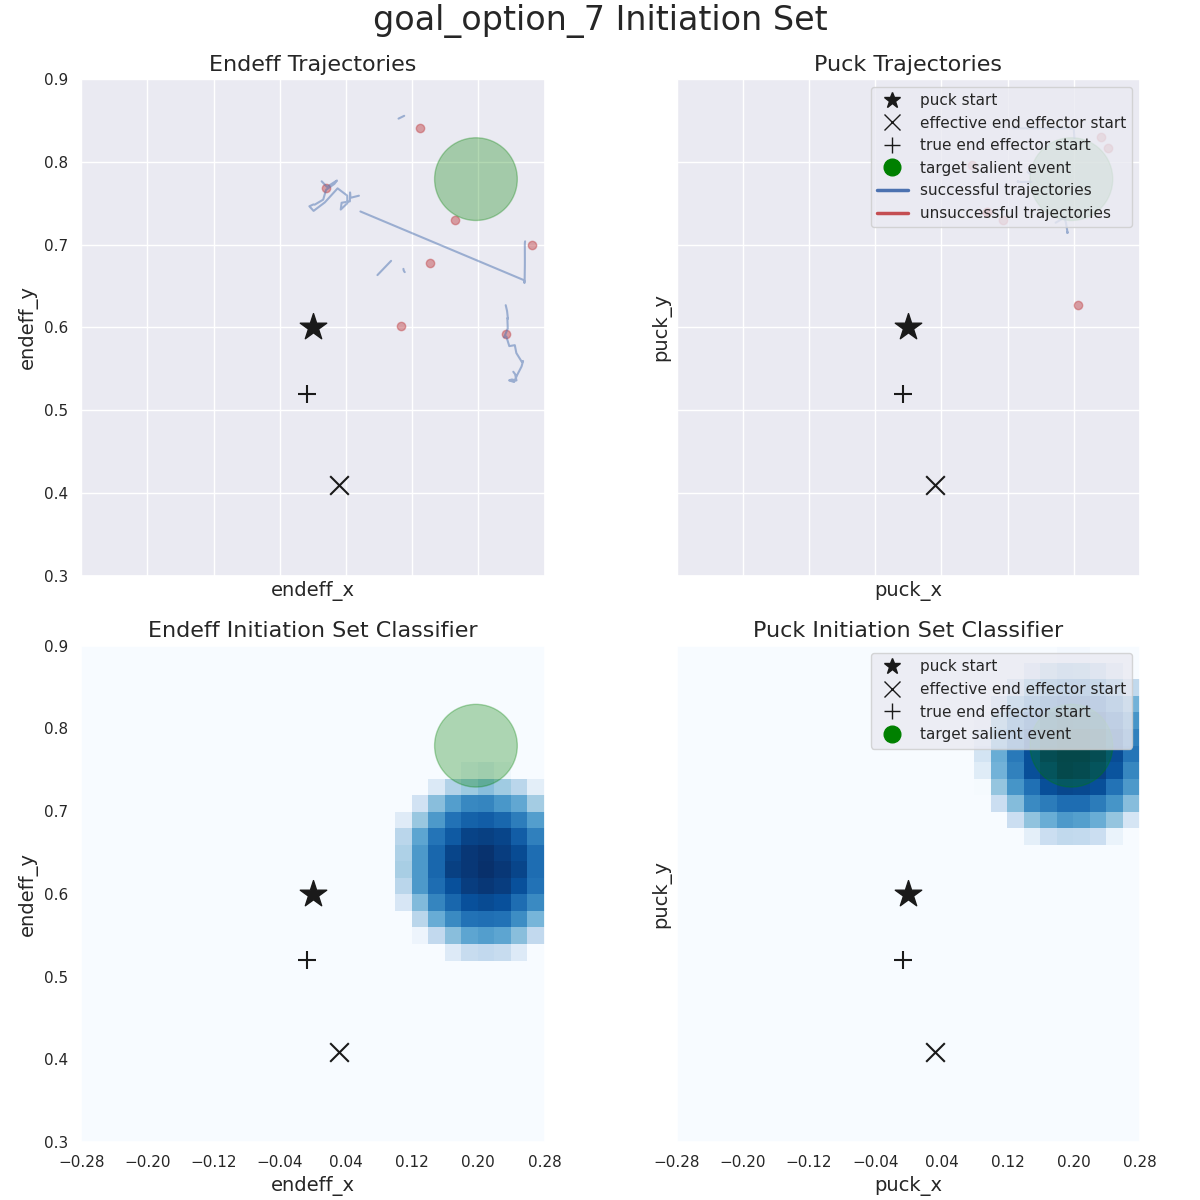 goal_option_7 Initiation Set
Endeff Trajectories
Puck Trajectories
0.9
0.8
0.7
0.6
0.5
0.4
0.3
endeff_y
endeff_x
puck_y
puck_x
puck start
effective end effector start
true end effector start
target salient event
successful trajectories
unsuccessful trajectories
Endeff Initiation Set Classifier
Puck Initiation Set Classifier
0.9
0.8
0.7
0.6
0.5
0.4
0.3
endeff_y
−0.28 −0.20 −0.12 −0.04 0.04 0.12 0.20 0.28
endeff_x
puck_y
puck start
effective end effector start
true end effector start
target salient event
−0.28 −0.20 −0.12 −0.04 0.04 0.12 0.20 0.28
puck_x